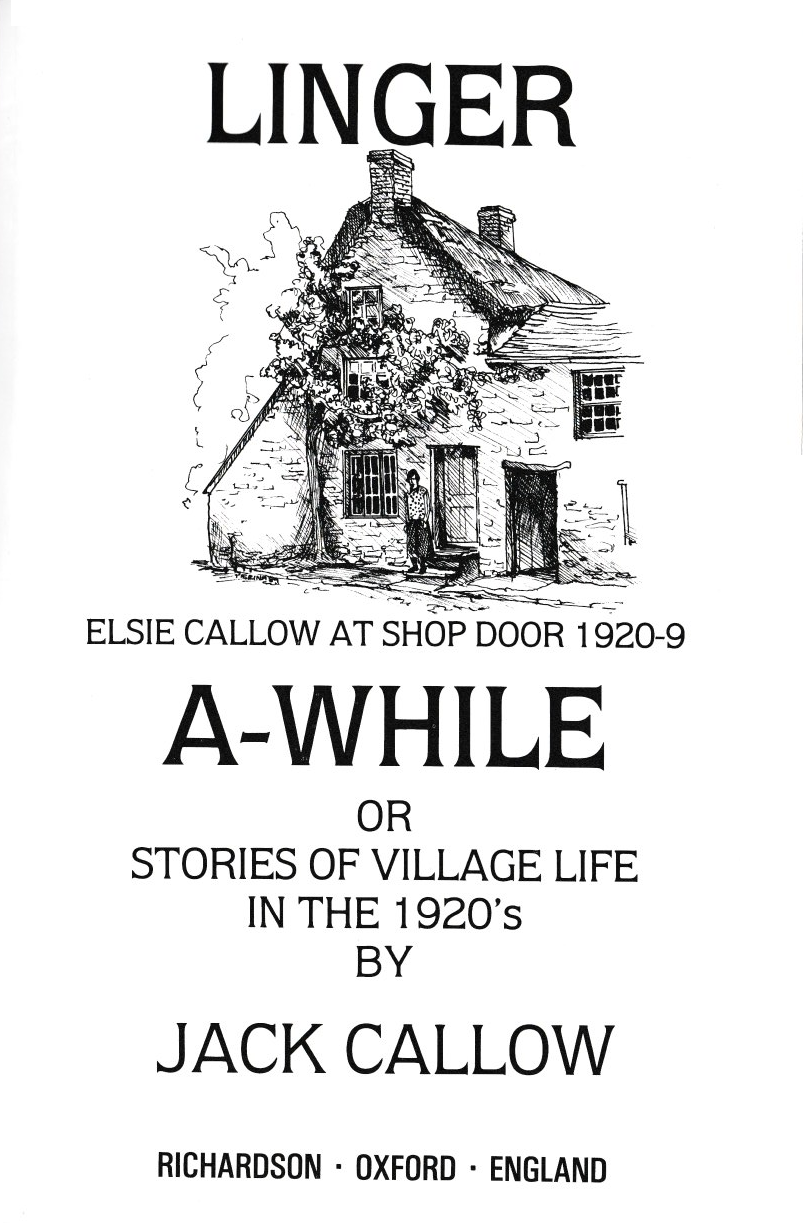 LINGER
ELSIE CALLOW AT SHOP DOOR 1920-9
A-WHILE
OR
STORIES OF VILLAGE LIFE
IN THE 1920's
BY
JACK CALLOW
RICHARDSON · OXFORD · ENGLAND